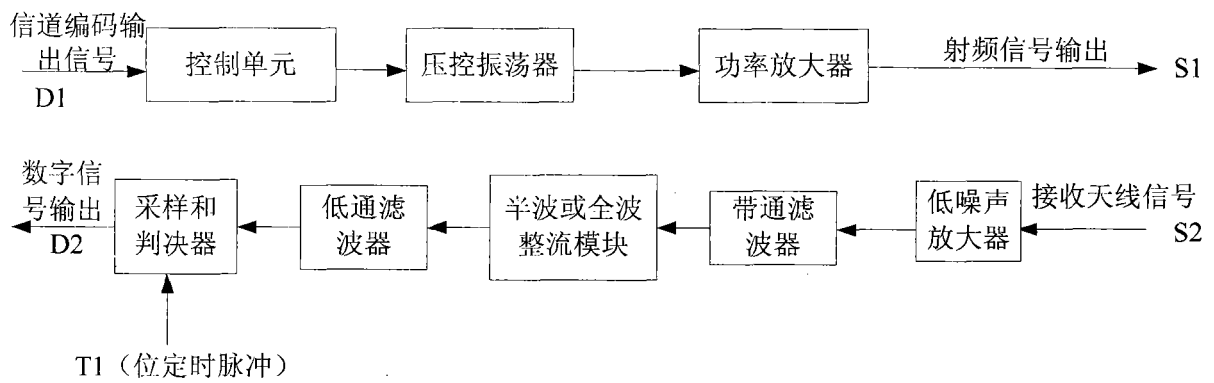 信道编码输
出信号
D1
控制单元
压控振荡器
功率放大器
射频信号输出
S1
数字信
号输出
D2
采样和
判决器
低通滤
波器
半波或全波
整流模块
带通滤
波器
低噪声
放大器
接收天线信号
S2
T1（位定时脉冲）